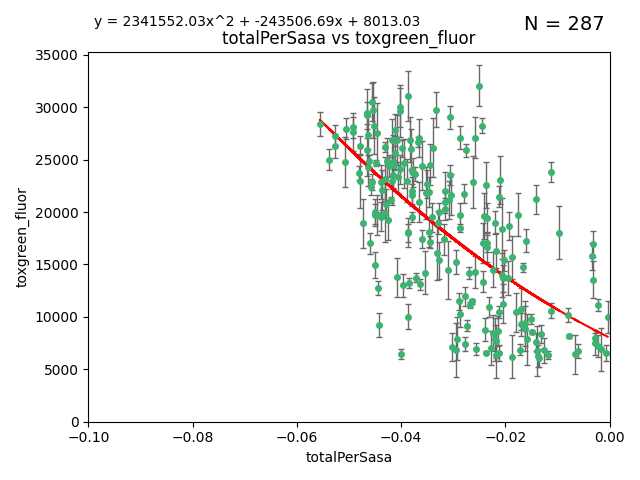 y = 2341552.03x^2 + -243506.69x + 8013.03
N = 287
totalPerSasa vs toxgreen_fluor
35000
30000
25000
20000
15000
10000
5000
0
toxgreen_fluor
−0.10 −0.08 −0.06 −0.04 −0.02 0.00
totalPerSasa